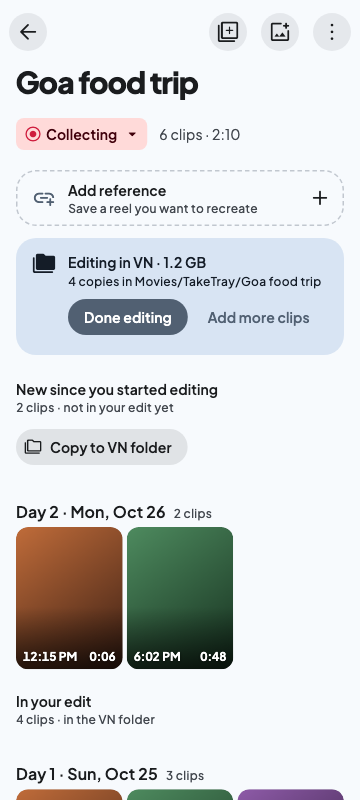 Goa food trip
Collecting
6 clips · 2:10
Add reference
Save a reel you want to recreate
Editing in VN · 1.2 GB
4 copies in Movies/TakeTray/Goa food trip
Done editing
Add more clips
New since you started editing
2 clips · not in your edit yet
Copy to VN folder
Day 2 · Mon, Oct 26 2 clips
12:15 PM 0:06
6:02 PM 0:48
In your edit
4 clips · in the VN folder
Day 1 · Sun, Oct 25 3 clips